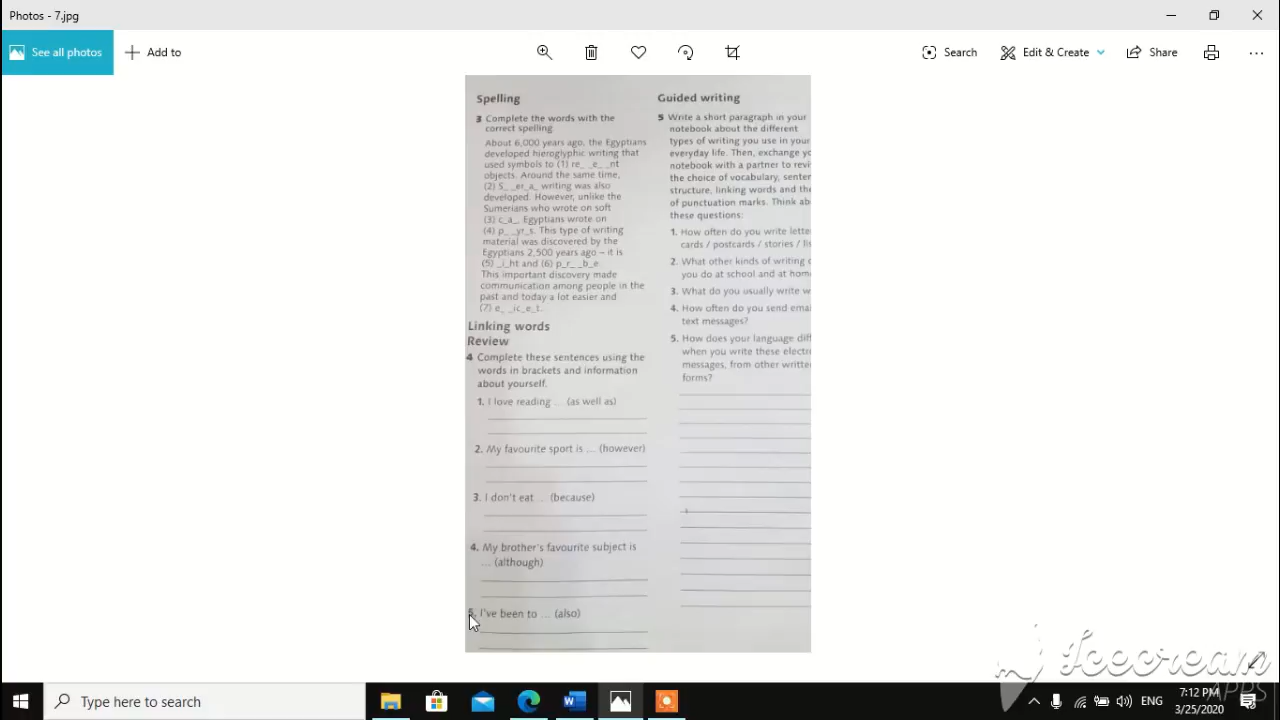 Photos - 7.jpg
See all photos
Add to
Search
Edit & Create
Share
Spelling
3 Complete the words with the
correct spelling
About 6,000 years ago, the Egyptians
developed hieroglyphic writing that
used symbols to (1) re_ _e_ _nt
objects. Around the same time,
(2) S_ _er_a_ writing was also
developed. However, unlike the
Sumerians who wrote on soft
(3) c_a_, Egyptians wrote on
(4) p_ _yr_s. This type of writing
material was discovered by the
Egyptians 2,500 years ago – it is
(5) _i_ht and (6) p_r_ _b_e
This important discovery made
communication among people in the
past and today a lot easier and
(7) e_ _ic_e_t.
Linking words
Review
4 Complete these sentences using the
words in brackets and information
about yourself.
1. I love reading ... (as well as)
2. My favourite sport is ... (however)
3. I don't eat ... (because)
4. My brother's favourite subject is
... (although)
5. I've been to ... (also)
Guided writing
5 Write a short paragraph in your
notebook about the different
types of writing you use in your
everyday life. Then, exchange yo
notebook with a partner to revi
the choice of vocabulary, senten
structure, linking words and the
of punctuation marks. Think ab
these questions:
1. How often do you write lette
cards / postcards / stories / li
2. What other kinds of writing
you do at school and at hom
3. What do you usually write w
4. How often do you send ema
text messages?
5. How does your language diff
when you write these electr
messages, from other writte
forms?
Icecream
APPS
Type here to search
ENG
7:12 PM
3/25/2020